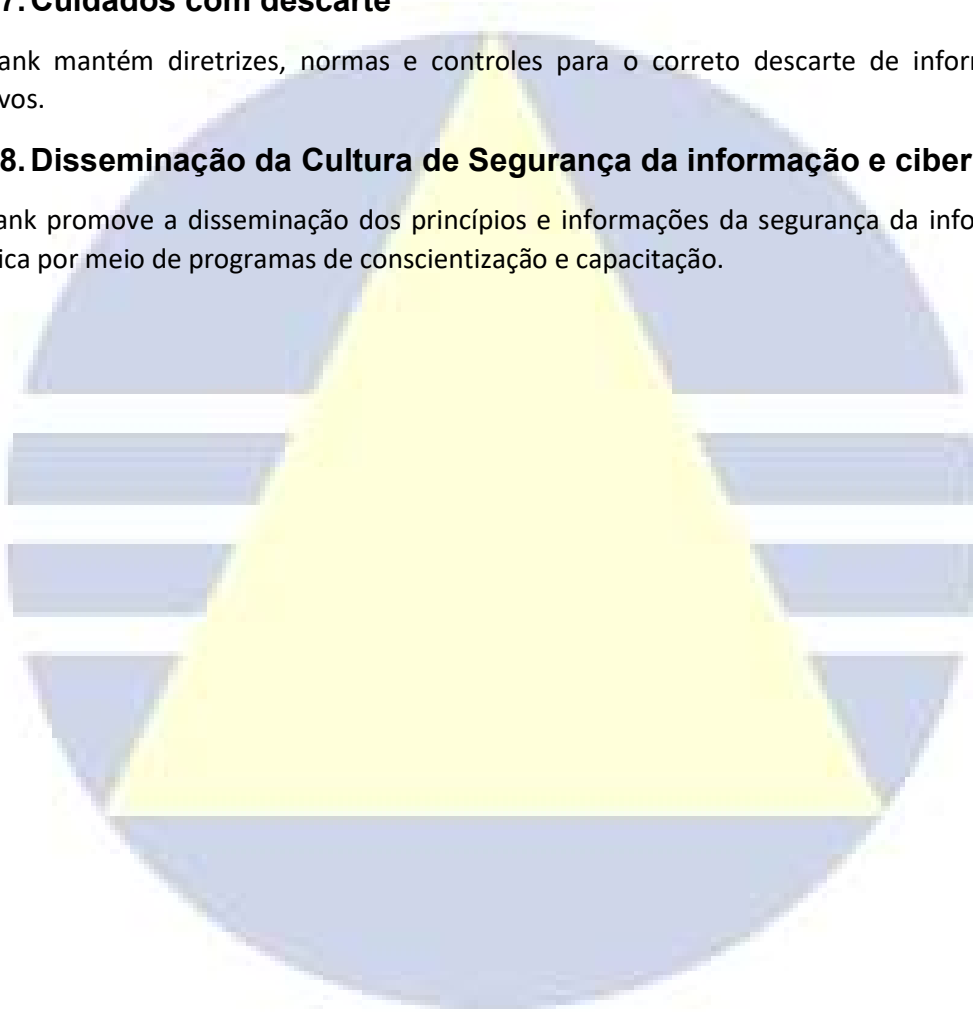 7. Cuidados com descarte
ank mantém diretrizes, normas e controles para o correto descarte de inform
vos.
8. Disseminação da Cultura de Segurança da informação e ciber
ank promove a disseminação dos princípios e informações da segurança da info
ica por meio de programas de conscientização e capacitação.